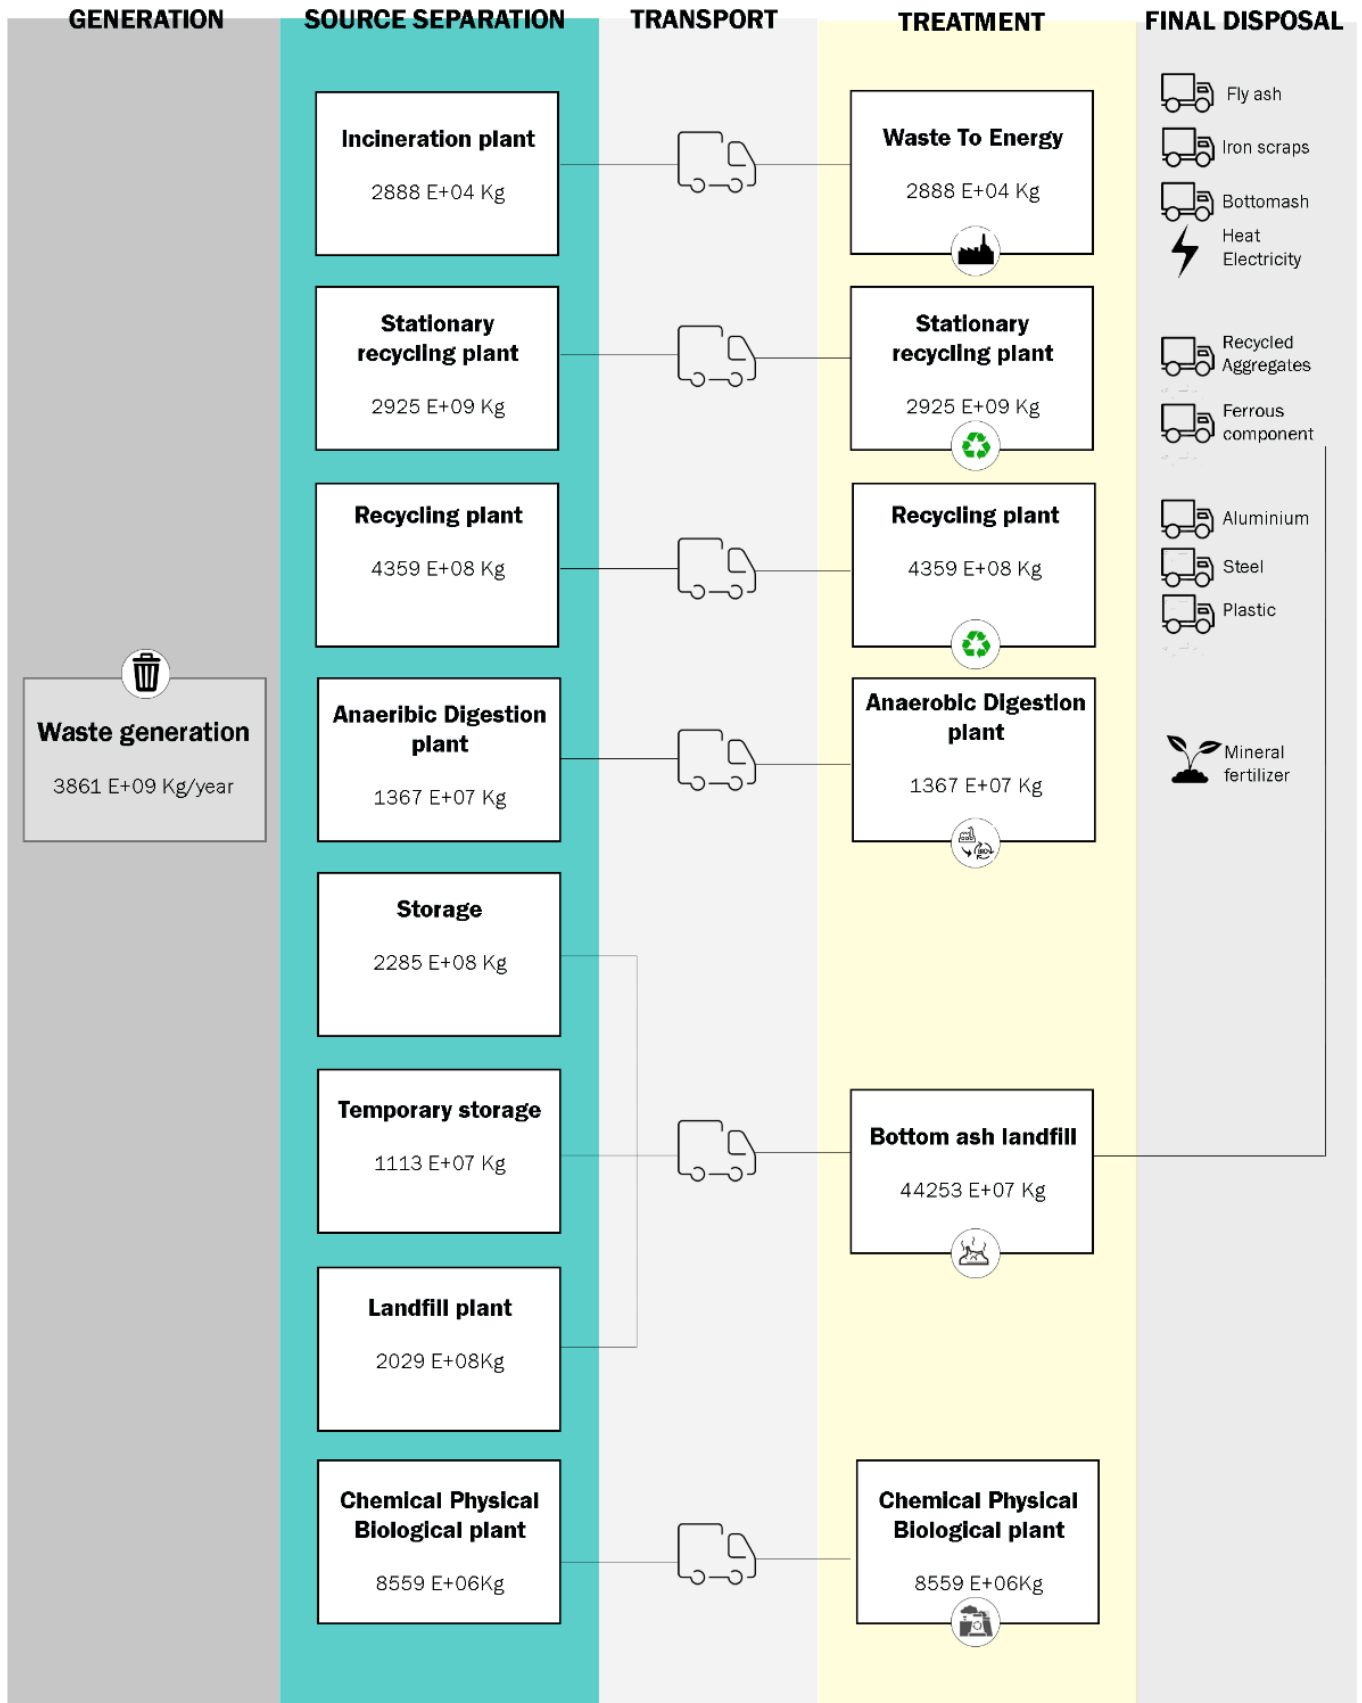 GENERATION
SOURCE SEPARATION
TRANSPORT
TREATMENT
FINAL DISPOSAL
Waste generation
3861 E+09 Kg/year
Incineration plant
2888 E+04 Kg
Stationary
recycling plant
2925 E+09 Kg
Recycling plant
4359 E+08 Kg
Anaeribic Digestion
plant
1367 E+07 Kg
Storage
2285 E+08 Kg
Temporary storage
1113 E+07 Kg
Landfill plant
2029 E+08Kg
Chemical Physical
Biological plant
8559 E+06Kg
Waste To Energy
2888 E+04 Kg
Stationary
recycling plant
2925 E+09 Kg
Recycling plant
4359 E+08 Kg
Anaerobic Digestion
plant
1367 E+07 Kg
Bottom ash landfill
44253 E+07 Kg
Chemical Physical
Biological plant
8559 E+06Kg
Fly ash
Iron scraps
Bottomash
Heat
Electricity
Recycled
Aggregates
Ferrous
component
Aluminium
Steel
Plastic
Mineral
fertilizer